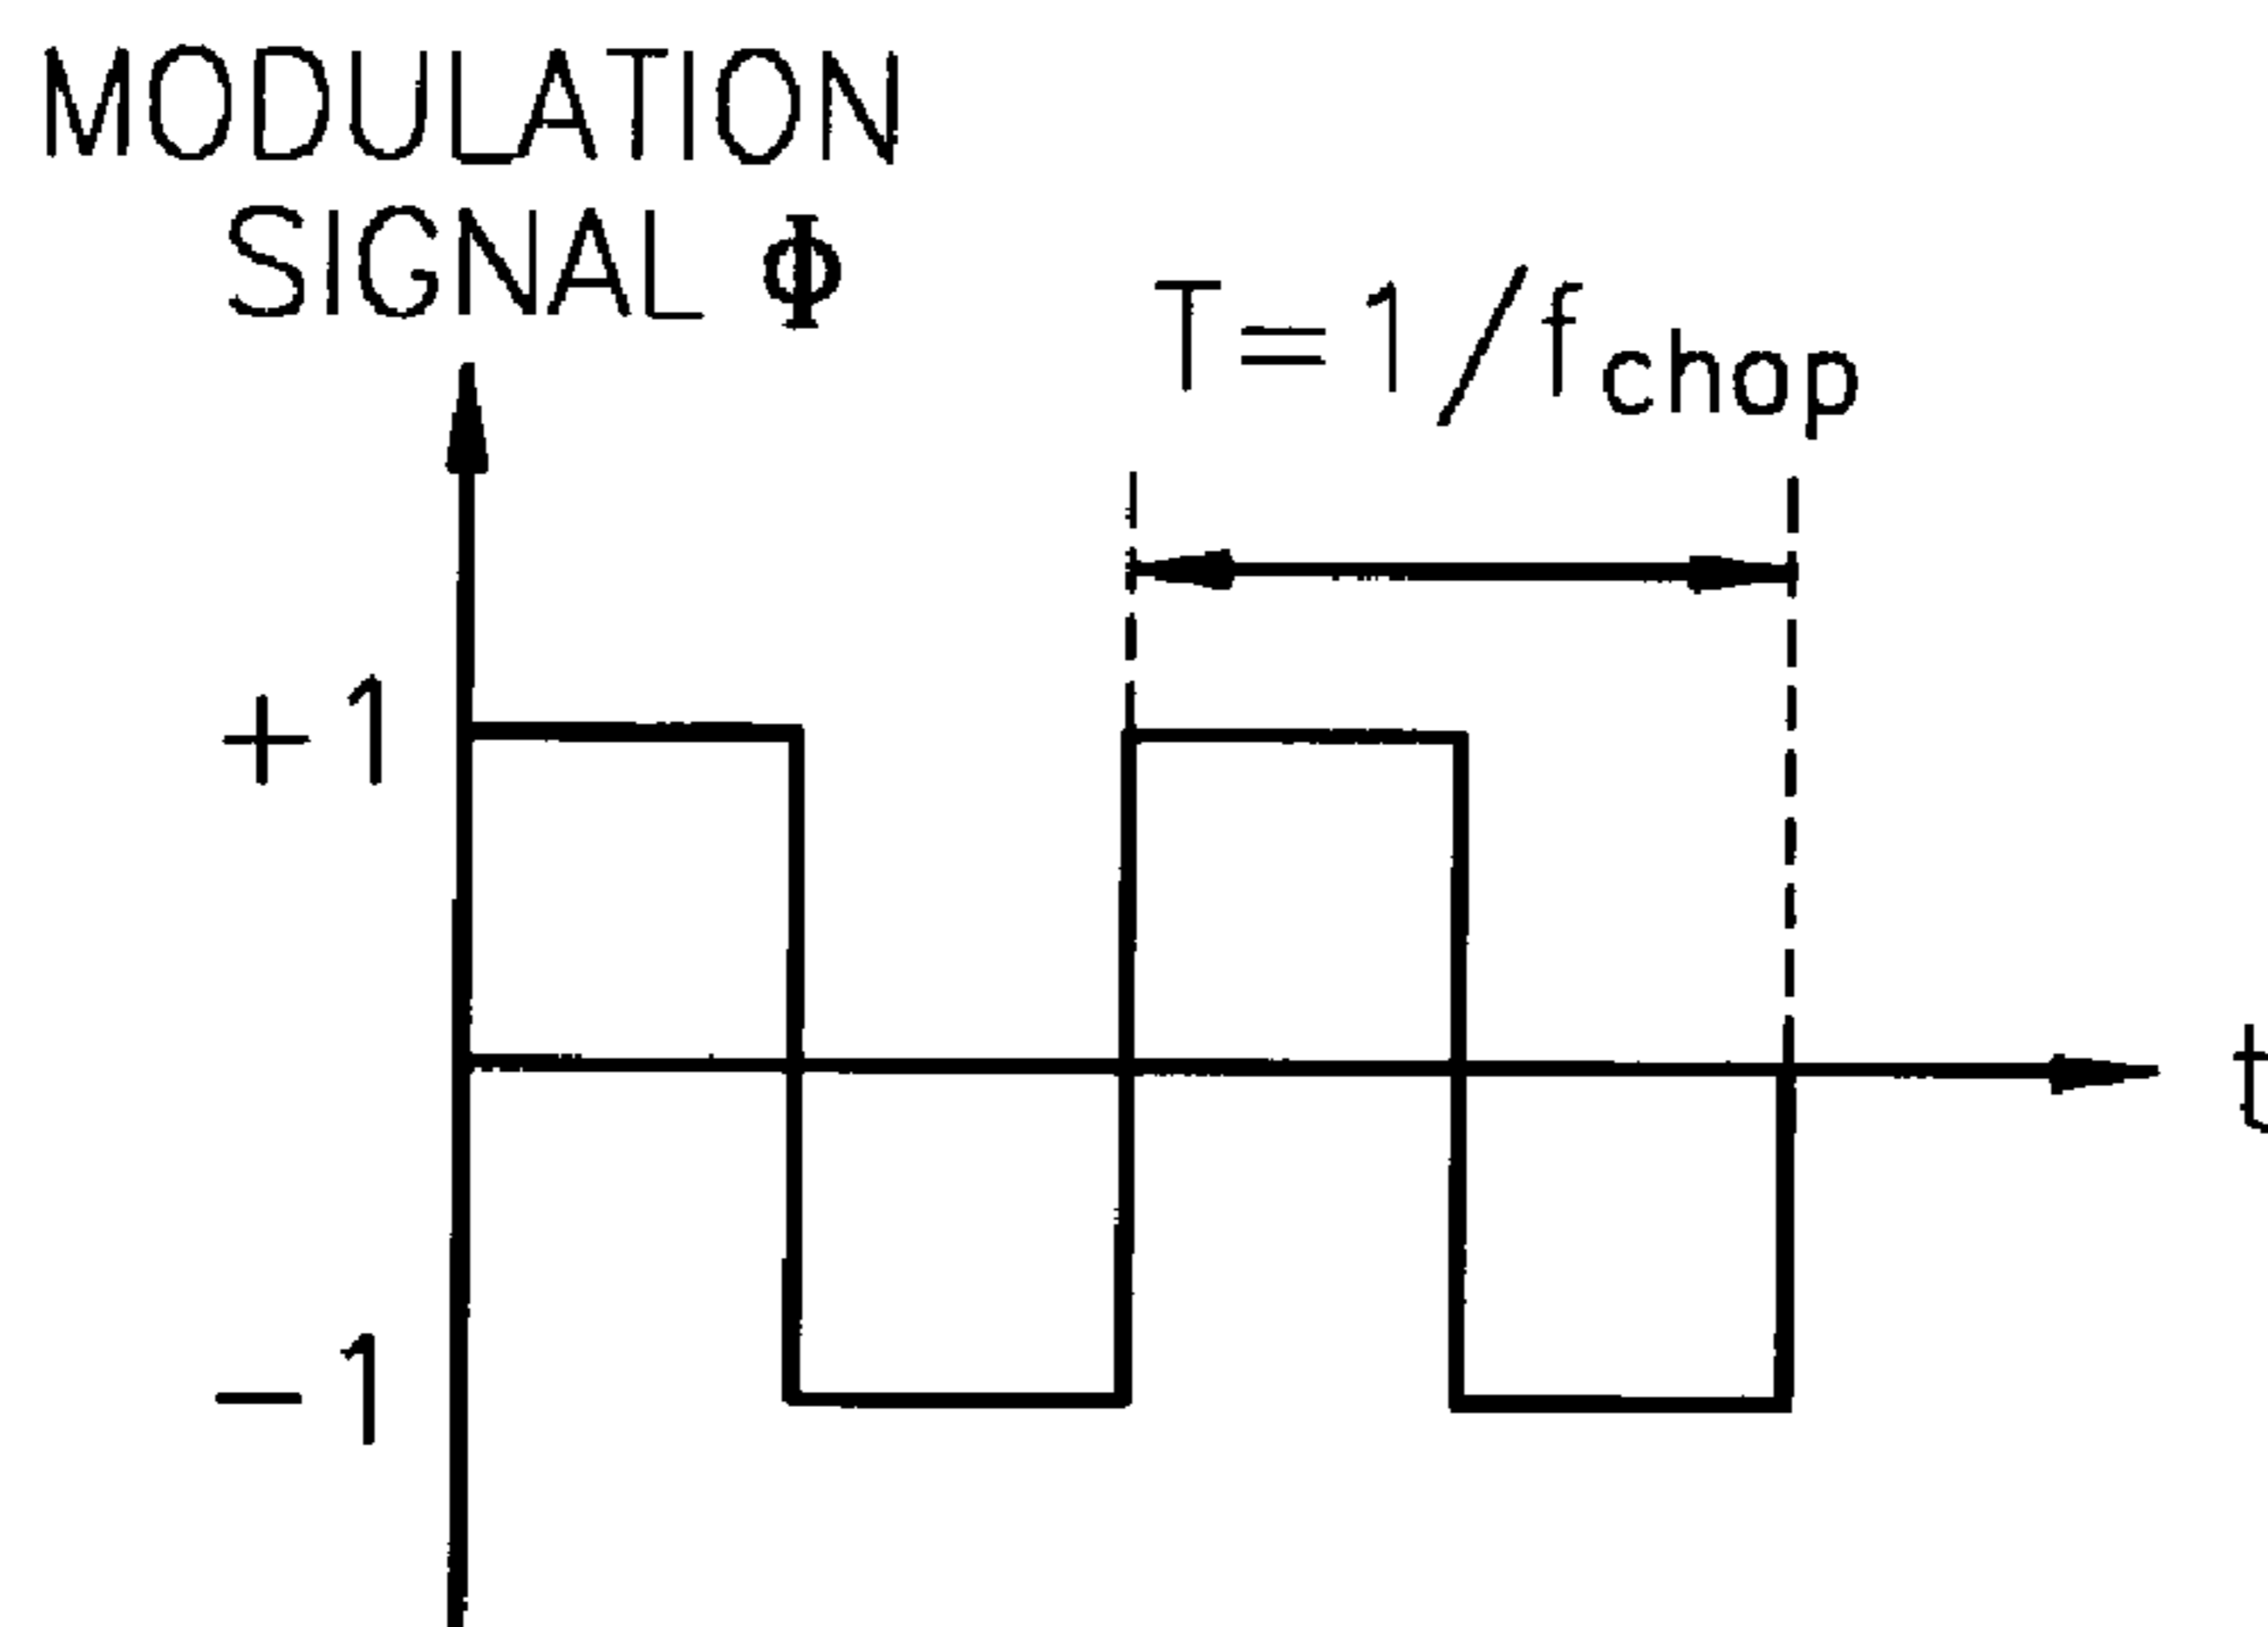 MODULATION
SIGNAL Φ
T=1/fchop
+1
t
-1